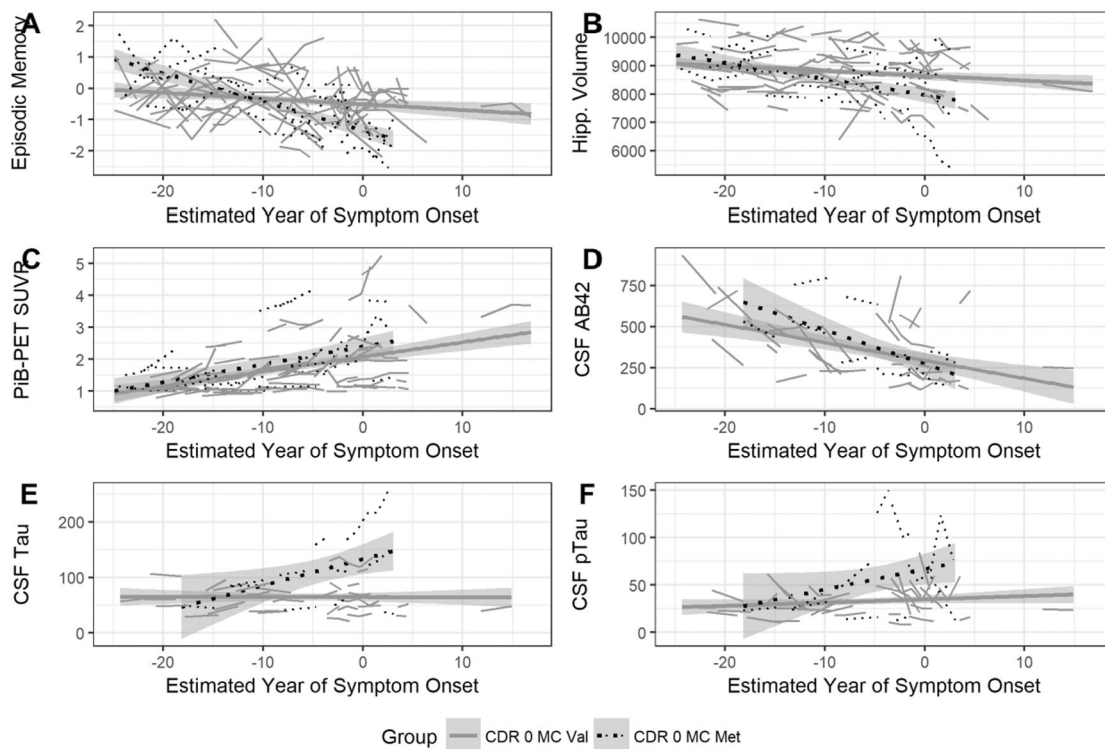 A
Episodic Memory
2
1
0
-1
-2
-20
-10
0
10
Estimated Year of Symptom Onset
B
Hipp. Volume
10000
9000
8000
7000
6000
-20
-10
0
10
Estimated Year of Symptom Onset
C
PiB-PET SUVR
5
4
3
2
1
-20
-10
0
10
Estimated Year of Symptom Onset
D
CSF AB42
750
500
250
0
-20
-10
0
10
Estimated Year of Symptom Onset
E
CSF Tau
200
100
0
-20
-10
0
10
Estimated Year of Symptom Onset
F
CSF pTau
150
100
50
0
-20
-10
0
10
Estimated Year of Symptom Onset
Group CDR 0 MC Val CDR 0 MC Met